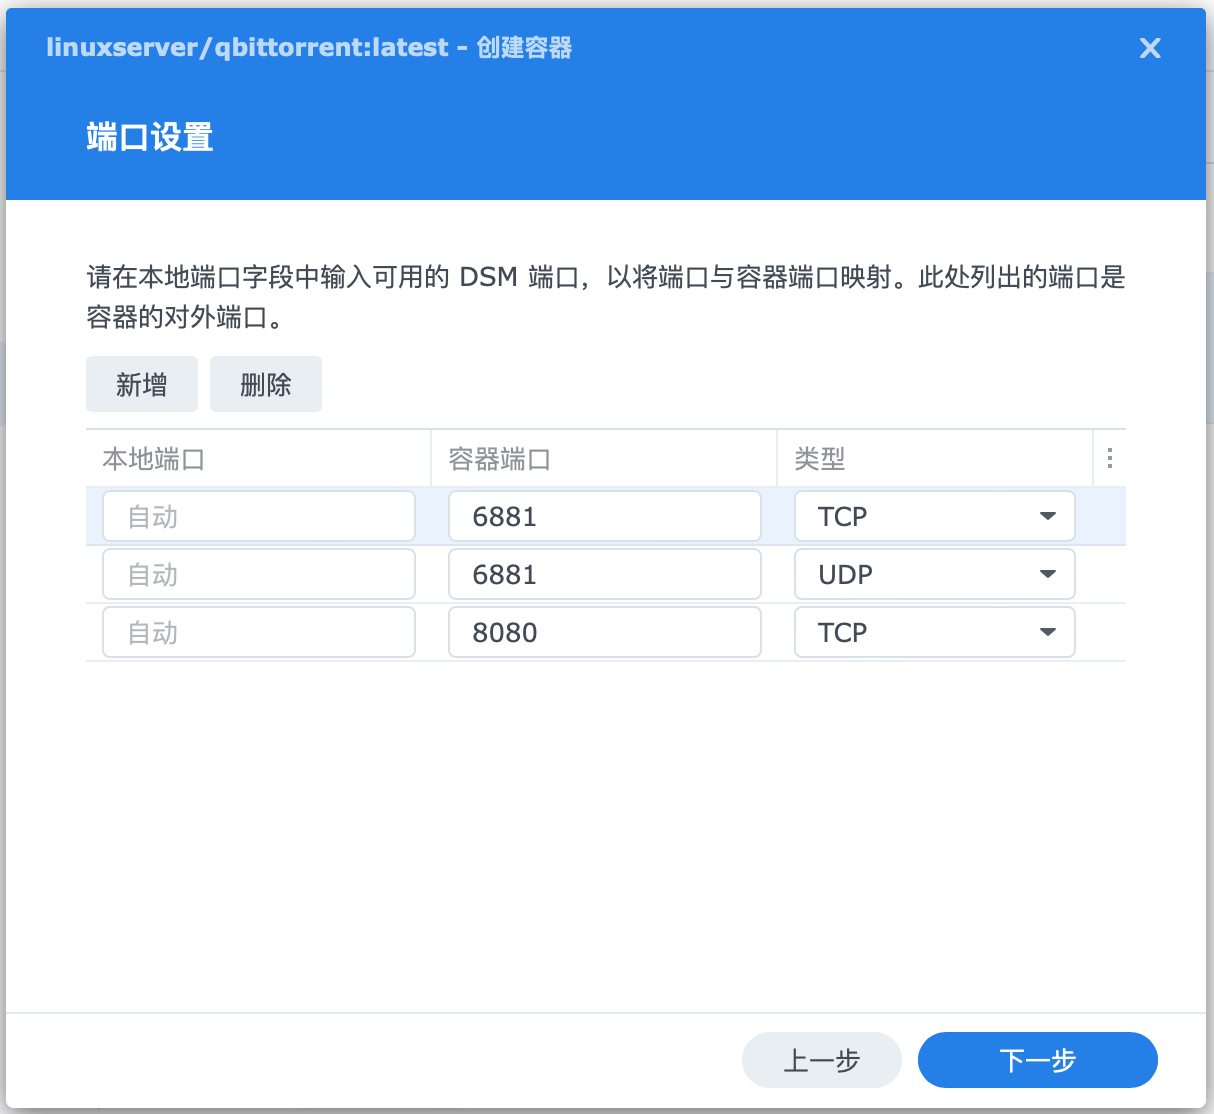 linuxserver/qbittorrent:latest - 创建容器
端口设置
请在本地端口字段中输入可用的 DSM 端口，以将端口与容器端口映射。此处列出的端口是
容器的对外端口。
新增 删除
本地端口 容器端口 类型
自动 6881 TCP
自动 6881 UDP
自动 8080 TCP
上一步 下一步